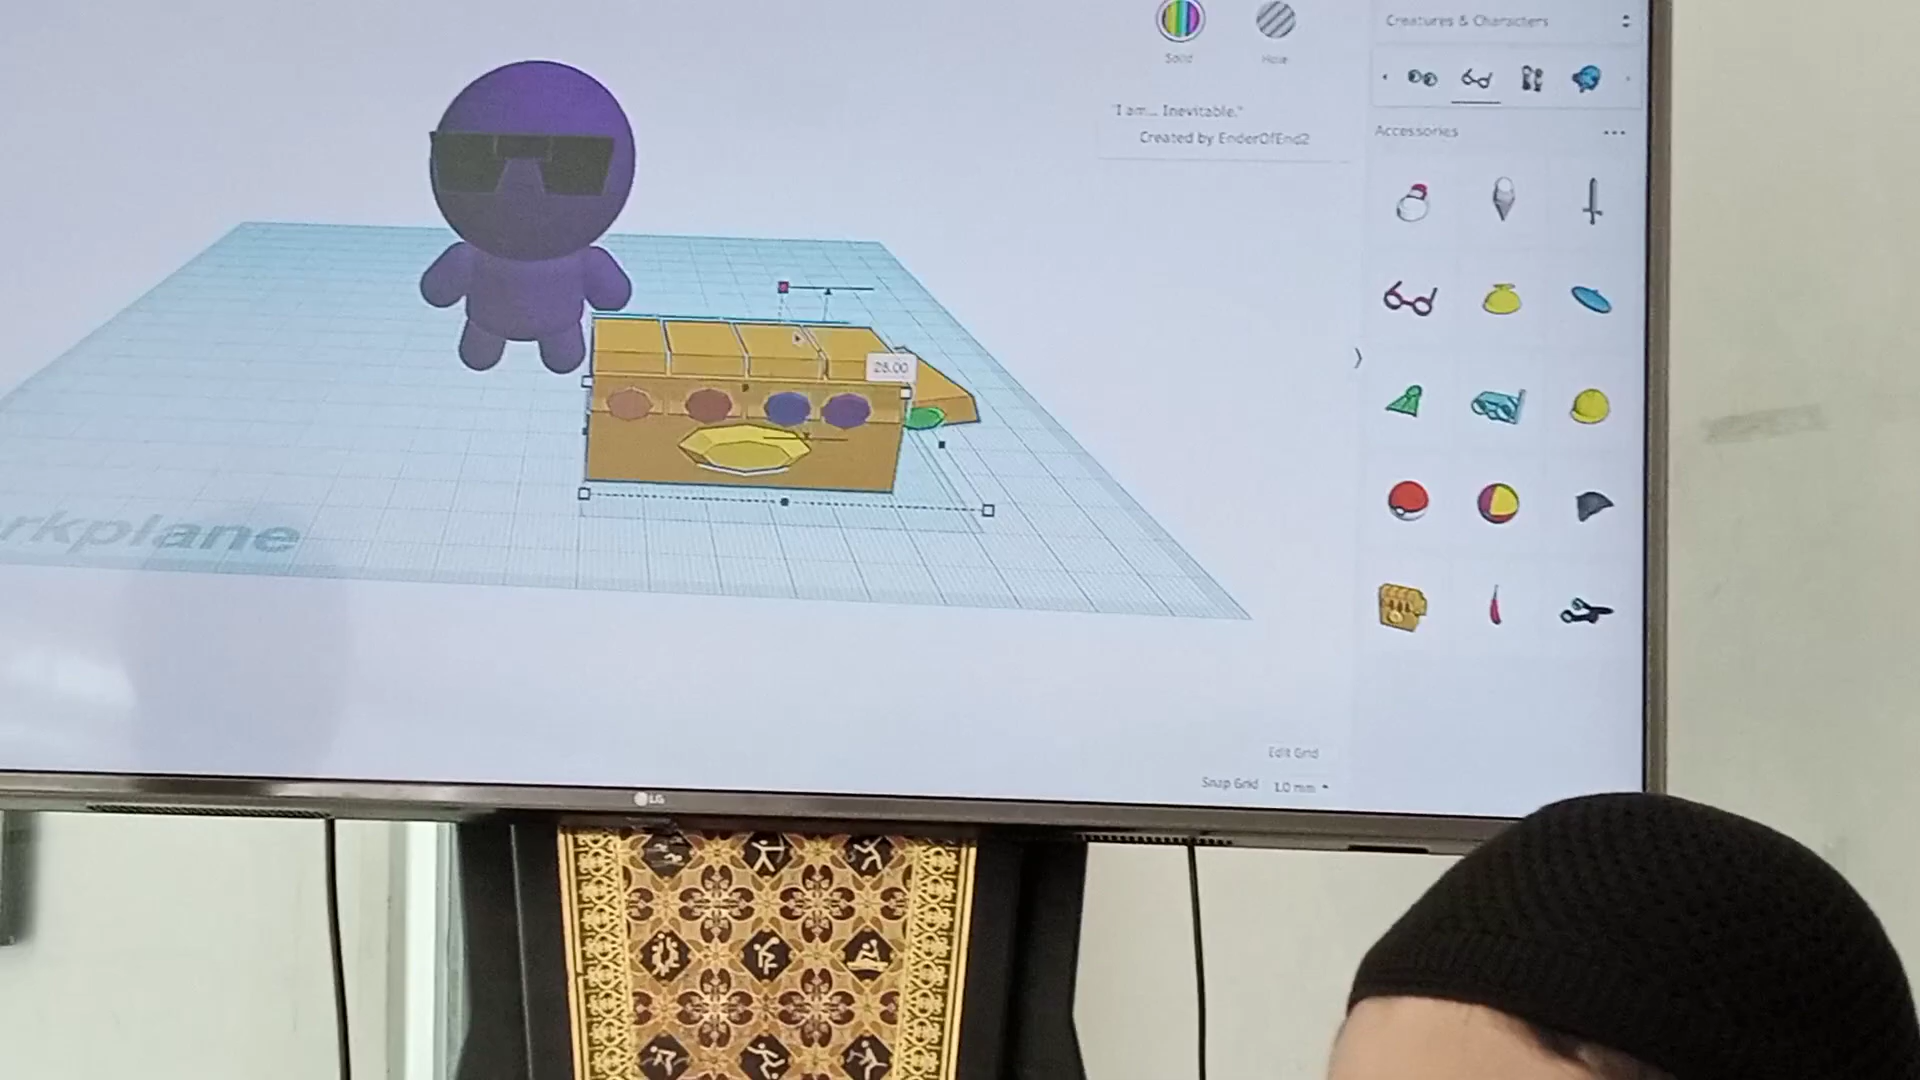 Creatures & Characters
Solid
Hole
"I am... Inevitable."
Created by EnderOfEnd2
Accessories
28.00
rkplane
Edit Grid
Snap Grid 1.0 mm
LG